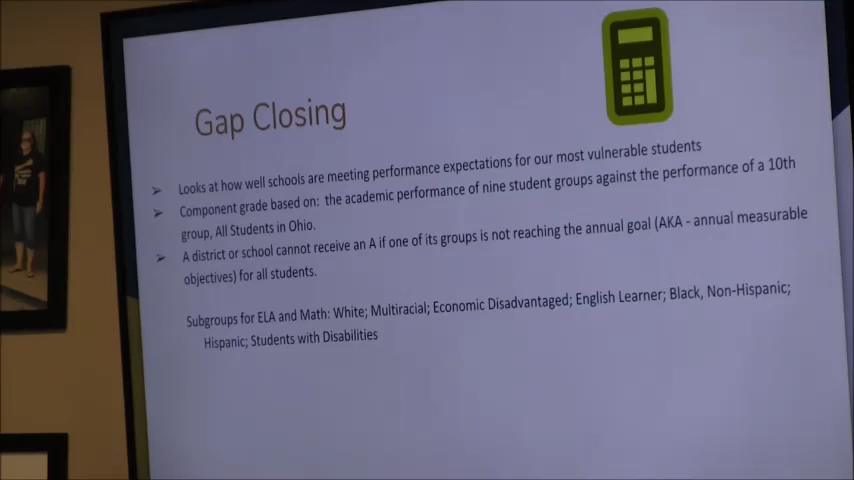 Gap Closing
Looks at how well schools are meeting performance expectations for our most vulnerable students
Component grade based on: the academic performance of nine student groups against the performance of a 10th
group, All Students in Ohio.
A district or school cannot receive an A if one of its groups is not reaching the annual goal (AKA - annual measurable
objectives) for all students.
Subgroups for ELA and Math: White; Multiracial; Economic Disadvantaged; English Learner; Black, Non-Hispanic;
Hispanic; Students with Disabilities